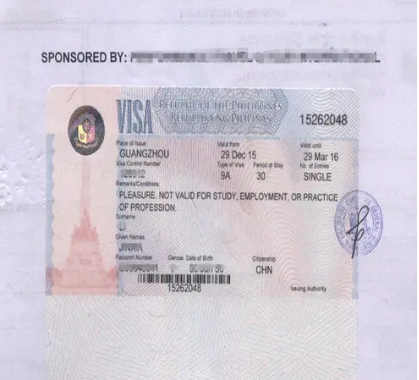 SPONSORED BY:
VISA REPUBLIC OF THE PHILIPPINES
REPUBLIKA NG PILIPINAS
15262048
Place of Issue Valid from Valid until
GUANGZHOU 29 Dec 15 29 Mar 16
Visa Control Number Type of Visa Period of Stay No. of Entries
9A 30 SINGLE
Remarks/Conditions
PLEASURE. NOT VALID FOR STUDY, EMPLOYMENT, OR PRACTICE
OF PROFESSION.
Surname
LI
Given Names
Passport Number Gender Date of Birth Citizenship
CHN
15262048 Issuing Authority